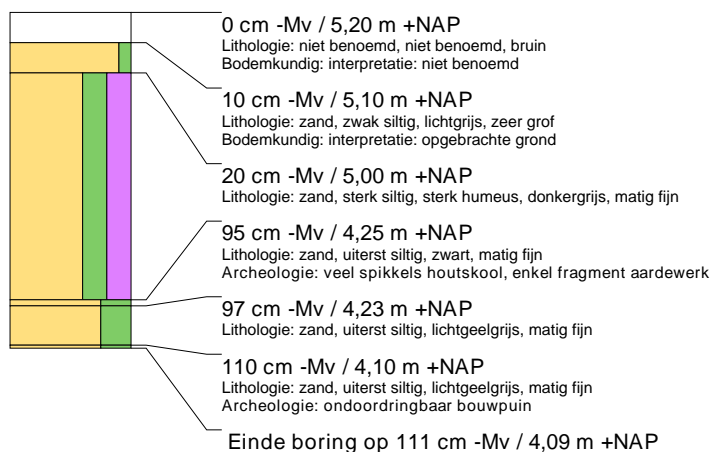 0 cm -Mv / 5,20 m +NAP
Lithologie: niet benoemd, niet benoemd, bruin
Bodemkundig: interpretatie: niet benoemd
10 cm -Mv / 5,10 m +NAP
Lithologie: zand, zwak siltig, lichtgrijs, zeer grof
Bodemkundig: interpretatie: opgebrachte grond
20 cm -Mv / 5,00 m +NAP
Lithologie: zand, sterk siltig, sterk humeus, donkergrijs, matig fijn
95 cm -Mv / 4,25 m +NAP
Lithologie: zand, uiterst siltig, zwart, matig fijn
Archeologie: veel spikkels houtskool, enkel fragment aardewerk
97 cm -Mv / 4,23 m +NAP
Lithologie: zand, uiterst siltig, lichtgeelgrijs, matig fijn
110 cm -Mv / 4,10 m +NAP
Lithologie: zand, uiterst siltig, lichtgeelgrijs, matig fijn
Archeologie: ondoordringbaar bouwpuin
Einde boring op 111 cm -Mv / 4,09 m +NAP